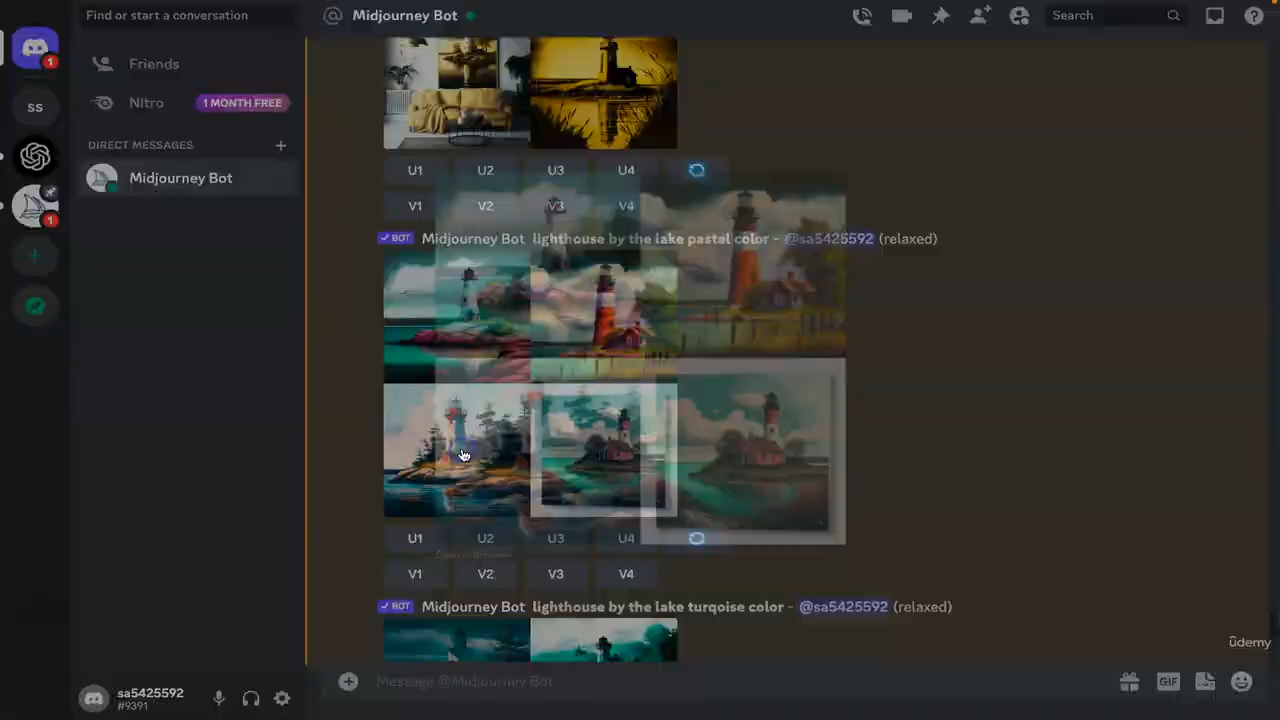 Find or start a conversation
Midjourney Bot
Search
Friends
Nitro
1 MONTH FREE
SS
DIRECT MESSAGES
Midjourney Bot
U1 U2 U3 U4
V1 V2 V3 V4
BOT Midjourney Bot lighthouse by the lake pastel color - @sa5425592 (relaxed)
U1 U2 U3 U4
V1 V2 V3 V4
BOT Midjourney Bot lighthouse by the lake turqoise color - @sa5425592 (relaxed)
ûdemy
Message @Midjourney Bot
GIF
sa5425592
#9391
1
1